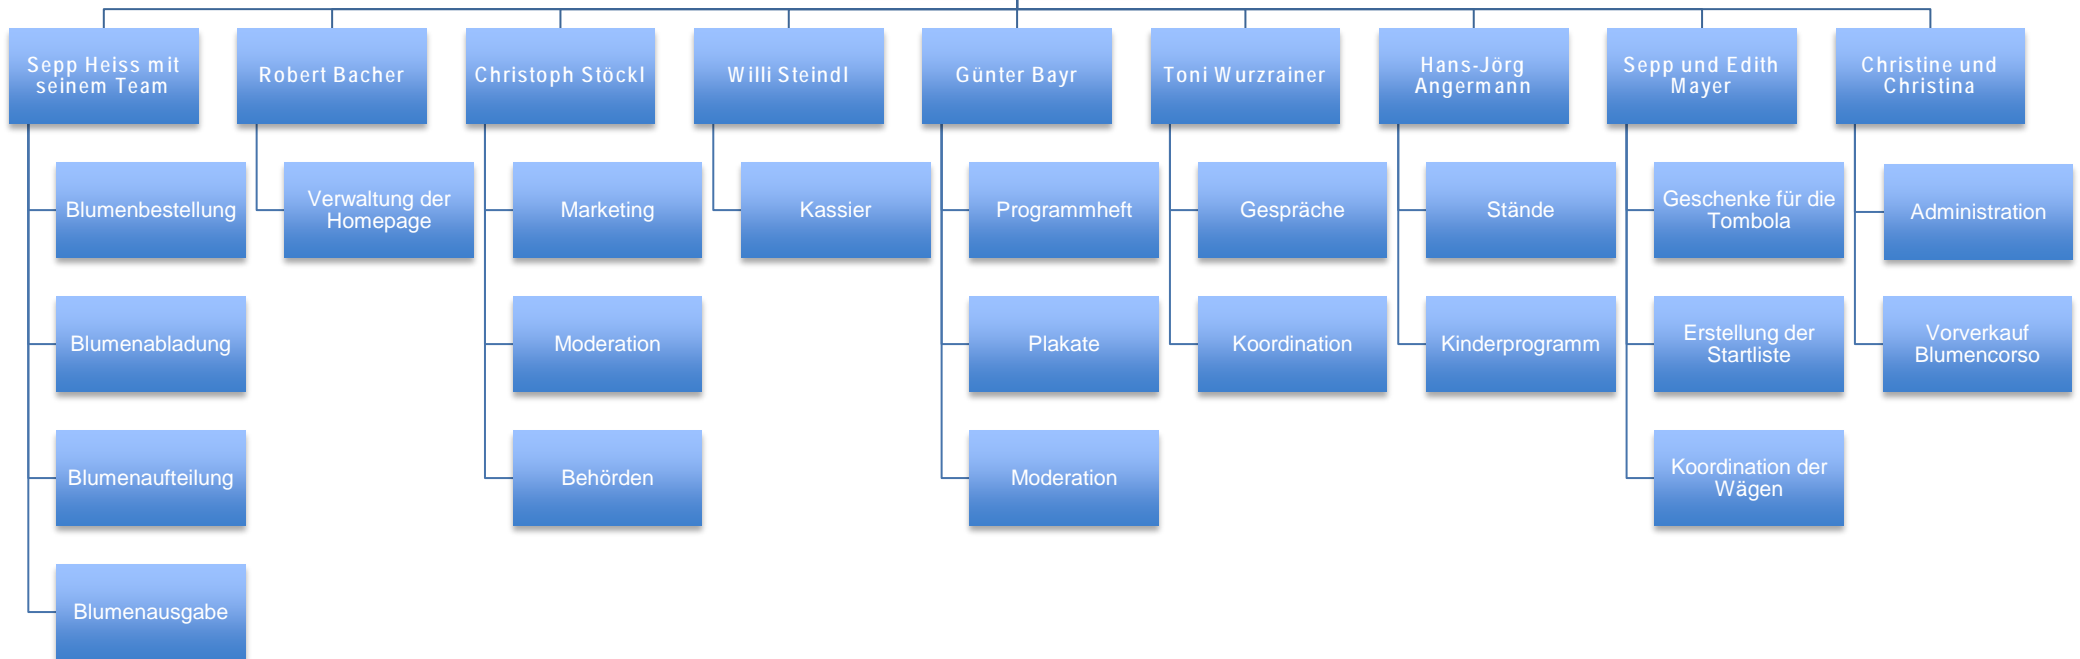 Sepp Heiss mit
seinem Team
Robert Bacher
Christoph Stöckl
Willi Steindl
Günter Bayr
Toni Wurzrainer
Hans-Jörg
Angermann
Sepp und Edith
Mayer
Christine und
Christina
Blumenbestellung
Blumenabladung
Blumenaufteilung
Blumenausgabe
Verwaltung der
Homepage
Marketing
Moderation
Behörden
Kassier
Programmheft
Plakate
Moderation
Gespräche
Koordination
Stände
Kinderprogramm
Geschenke für die
Tombola
Erstellung der
Startliste
Koordination der
Wägen
Administration
Vorverkauf
Blumencorso